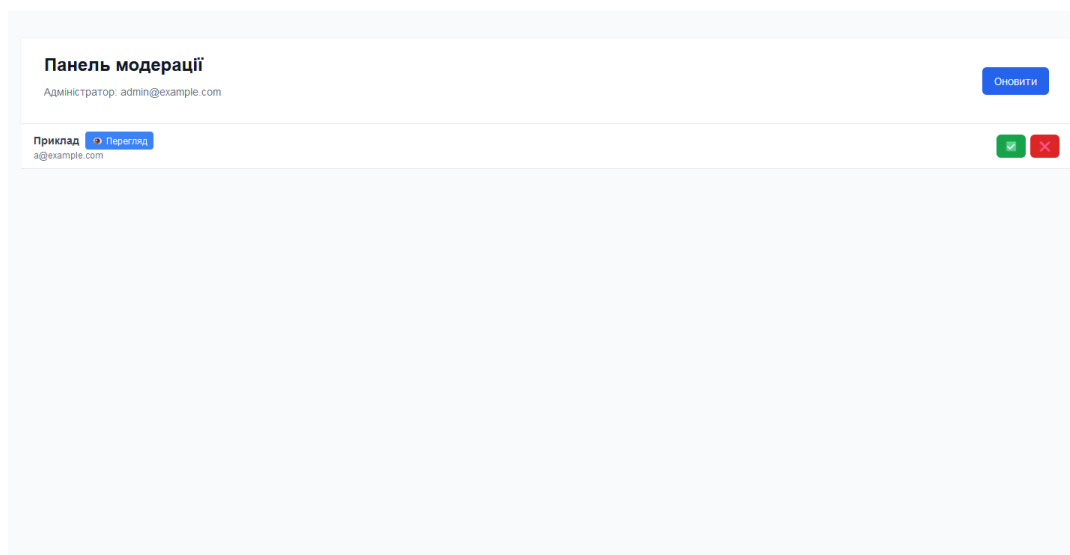 Панель модерації
Адміністратор: admin@example.com
Оновити
Приклад 👁 Перегляд
a@example.com
✅ ❌